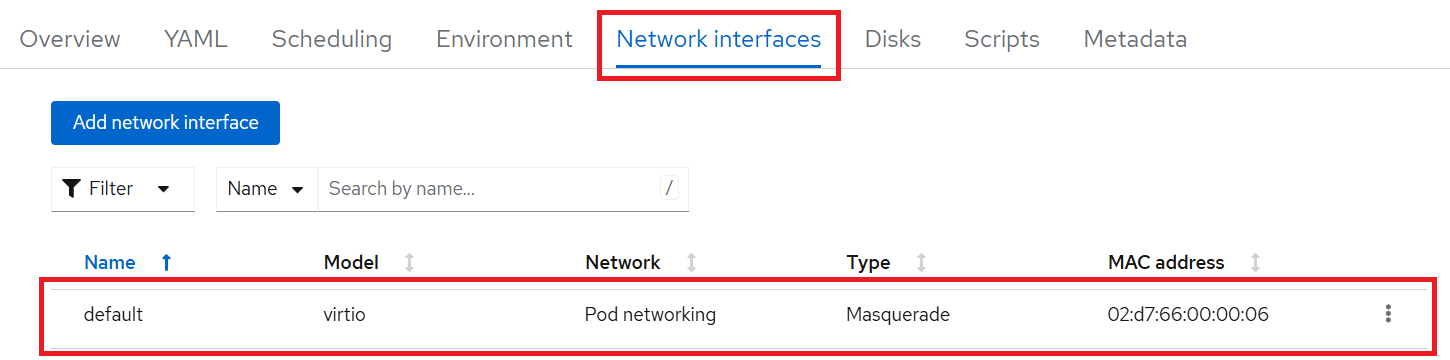 Overview YAML Scheduling Environment Network interfaces Disks Scripts Metadata
Add network interface
Filter Name Search by name... /
Name Model Network Type MAC address
default virtio Pod networking Masquerade 02:d7:66:00:00:06